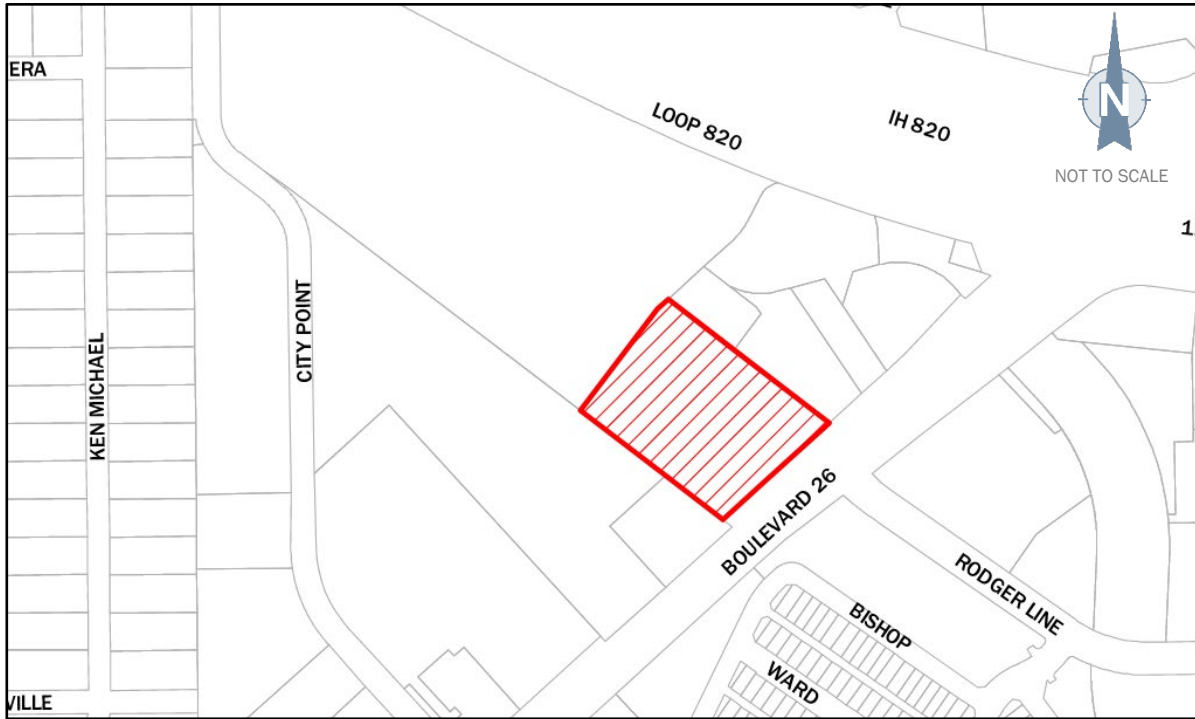 ERA
LOOP 820
IH 820
N
NOT TO SCALE
KEN MICHAEL
CITY POINT
BOULEVARD 26
RODGER LINE
BISHOP
WARD
VILLE